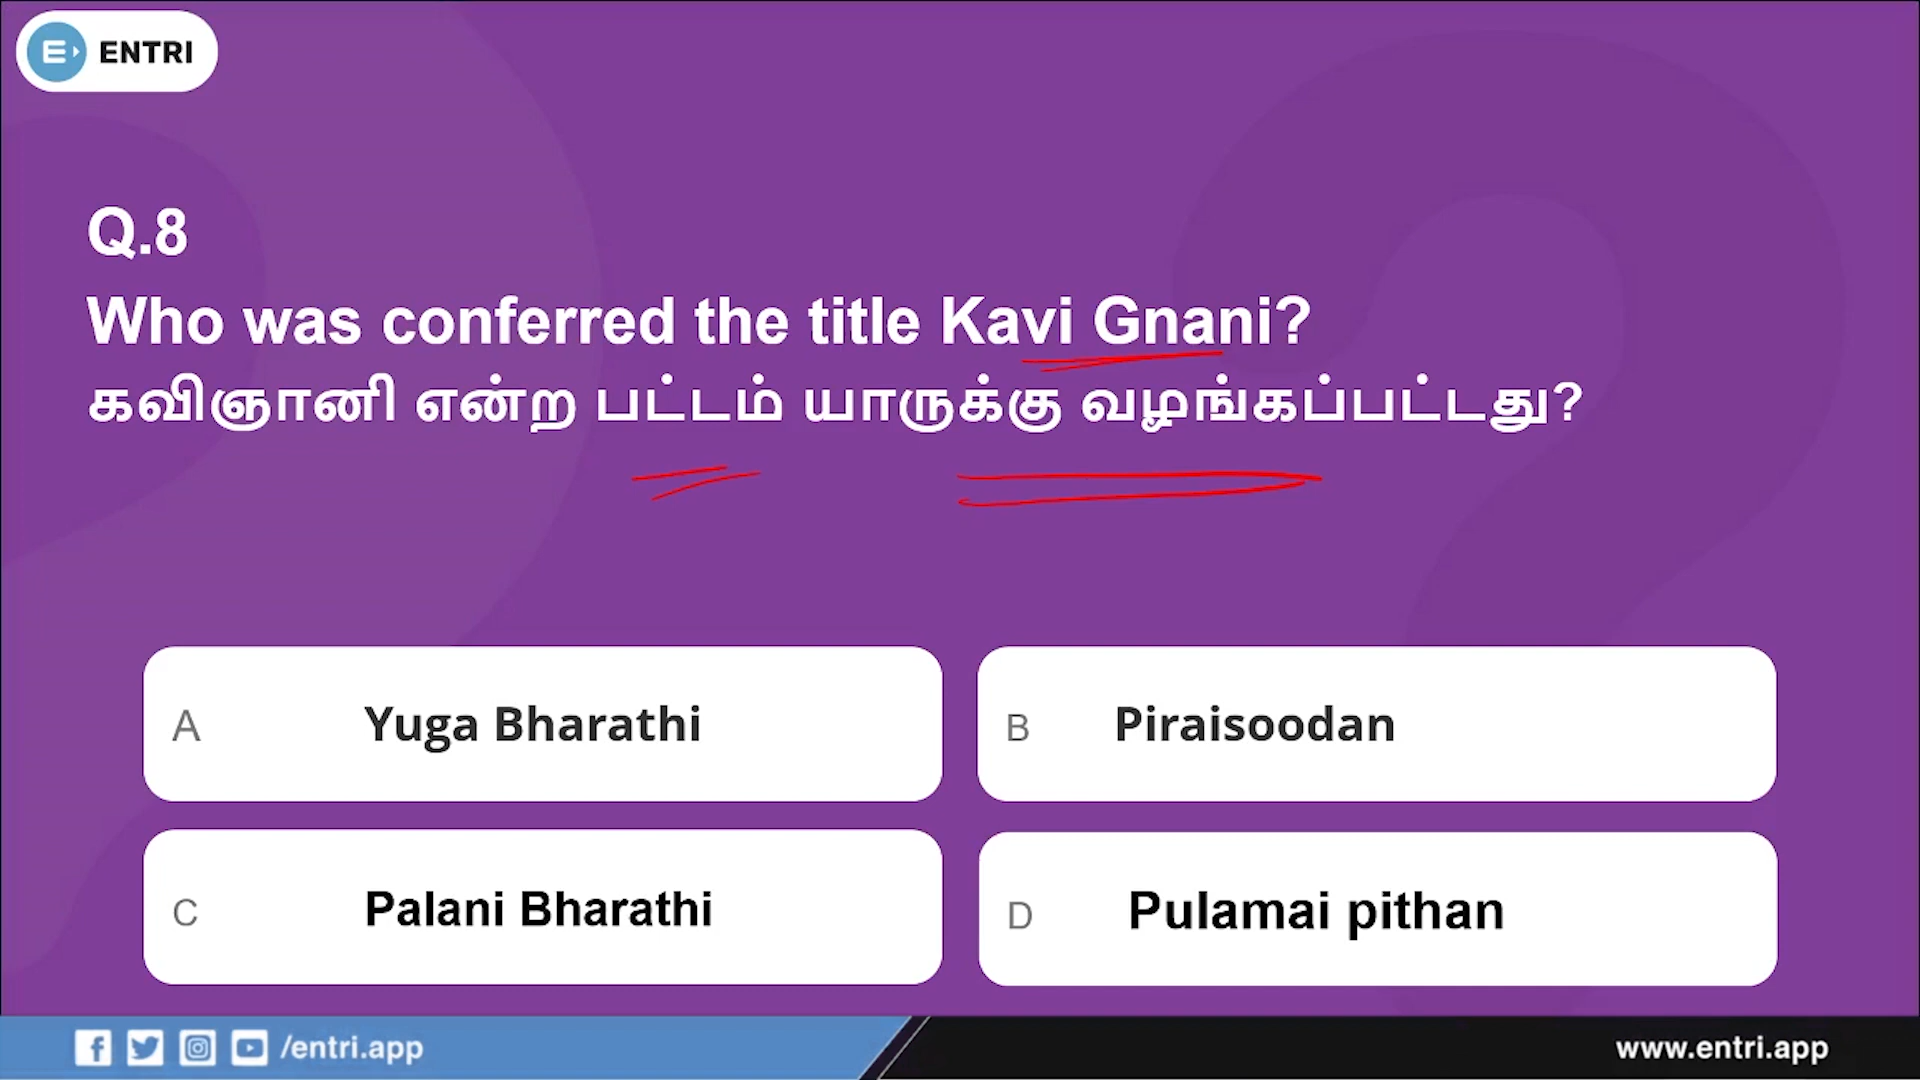 ENTRI
Q.8
Who was conferred the title Kavi Gnani?
கவிஞானி என்ற பட்டம் யாருக்கு வழங்கப்பட்டது?
A Yuga Bharathi
B Piraisoodan
C Palani Bharathi
D Pulamai pithan
/entri.app
www.entri.app